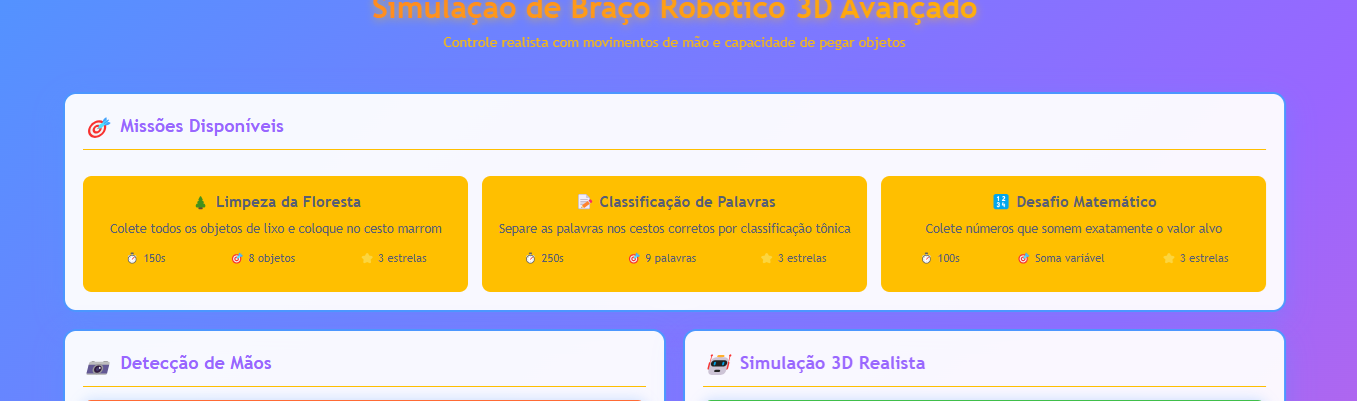 Simulação de Braço Robótico 3D Avançado
Controle realista com movimentos de mão e capacidade de pegar objetos
Missões Disponíveis
Limpeza da Floresta
Colete todos os objetos de lixo e coloque no cesto marrom
150s 8 objetos 3 estrelas
Classificação de Palavras
Separe as palavras nos cestos corretos por classificação tônica
250s 9 palavras 3 estrelas
Desafio Matemático
Colete números que somem exatamente o valor alvo
100s Soma variável 3 estrelas
Detecção de Mãos
Simulação 3D Realista